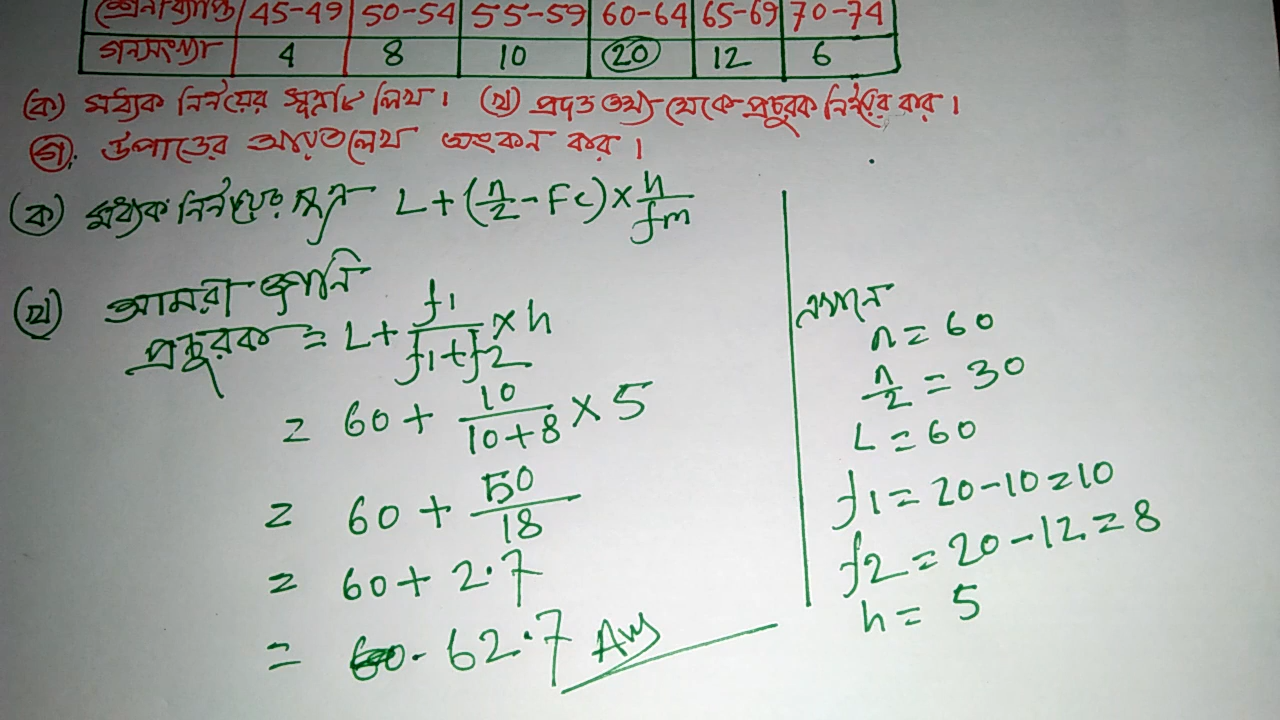 শ্রেনিব্যাপ্তি 45-49 50-54 55-59 60-64 65-69 70-74
গনসংখ্যা 4 8 10 20 12 6
(ক) মধ্যক নির্নয়ের সূত্রটি লিখ। (খ) প্রদত্ত তথ্য থেকে প্রচুরক নির্নয় কর।
(গ). উপাত্তের আয়তলেখ অংকন কর।
(ক) মধ্যক নির্নয়ের সূত্র L+(n/2-Fc)×h/fm
(খ) আমরা জানি
প্রচুরক = L+f1/(f1+f2)×h
= 60+10/(10+8)×5
= 60+50/18
= 60+2.7
= 62.7 Ans
এখানে
n=60
n/2=30
L=60
f1=20-10=10
f2=20-12=8
h=5